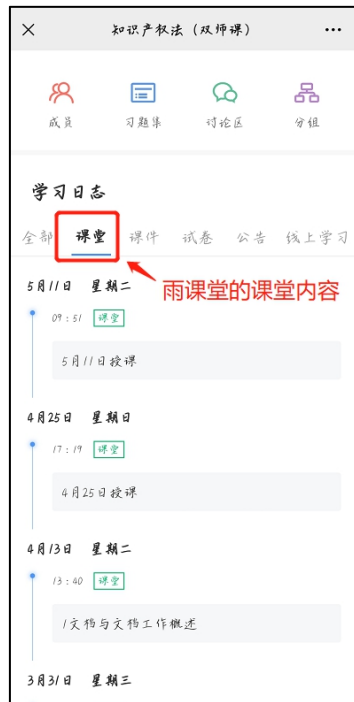 知识产权法（双师课）
成员 习题集 讨论区 分组
学习日志
全部 课堂 课件 试卷 公告 线上学习
5月11日 星期二
雨课堂的课堂内容
09:51 课堂
5月11日授课
4月25日 星期日
17:19 课堂
4月25日授课
4月13日 星期二
13:40 课堂
1文档与文档工作概述
3月31日 星期三